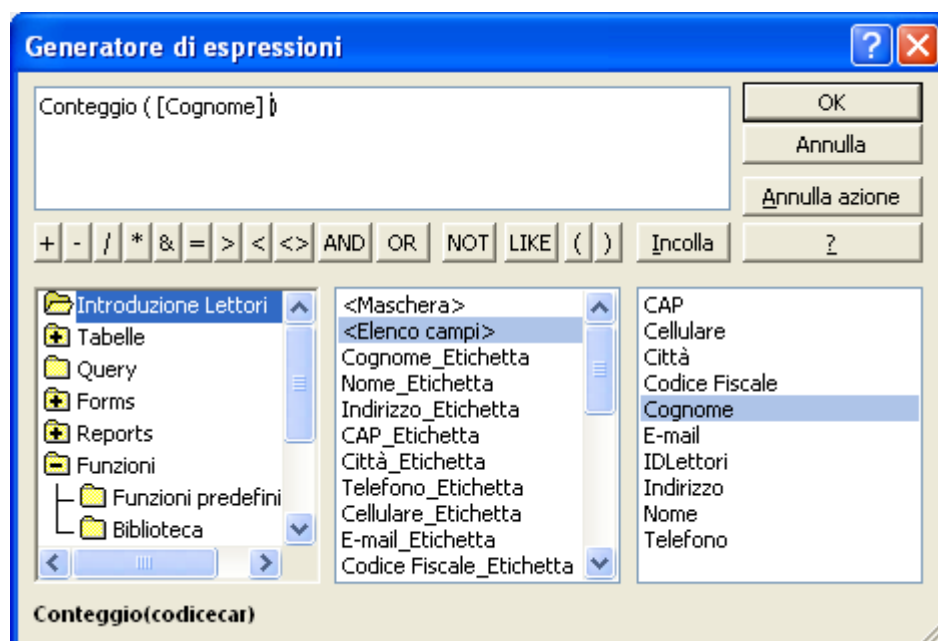 Generatore di espressioni
Conteggio ( [Cognome] )
OK
Annulla
Annulla azione
+ - / * & = > < <> AND OR NOT LIKE ( ) Incolla ?
Introduzione Lettori
Tabelle
Query
Forms
Reports
Funzioni
Funzioni predefini
Biblioteca
<Maschera>
<Elenco campi>
Cognome_Etichetta
Nome_Etichetta
Indirizzo_Etichetta
CAP_Etichetta
Città_Etichetta
Telefono_Etichetta
Cellulare_Etichetta
E-mail_Etichetta
Codice Fiscale_Etichetta
CAP
Cellulare
Città
Codice Fiscale
Cognome
E-mail
IDLettori
Indirizzo
Nome
Telefono
Conteggio(codicecar)